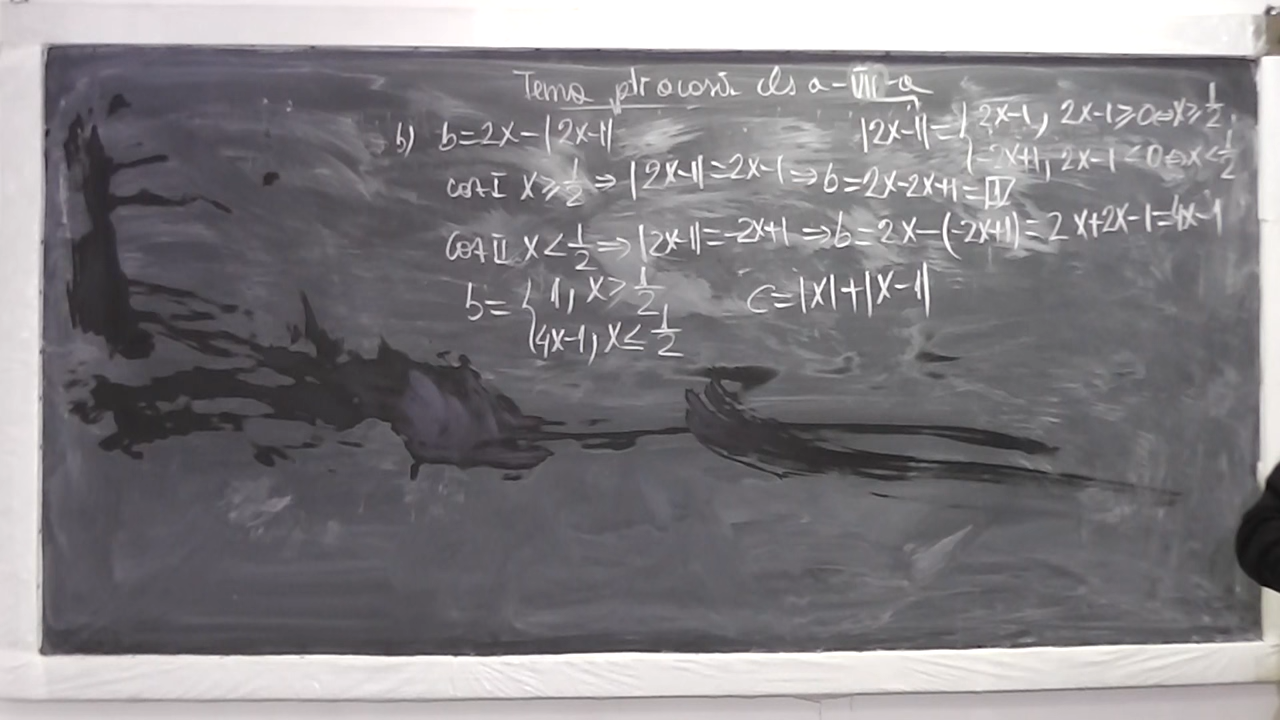 Tema ptr acasă cls a-VII-a
b) b=2x-|2x-1|
|2x-1|= { 2x-1, 2x-1≥0⇔x≥1/2
{ -2x+1, 2x-1<0⇔x<1/2
caz I x≥1/2 ⇒ |2x-1|=2x-1 ⇒ b=2x-2x+1=1
caz II x<1/2 ⇒ |2x-1|=-2x+1 ⇒ b=2x-(-2x+1)=2x+2x-1=4x-1
b= { 1, x>1/2
{ 4x-1, x≤1/2
c=|x|+|x-1|